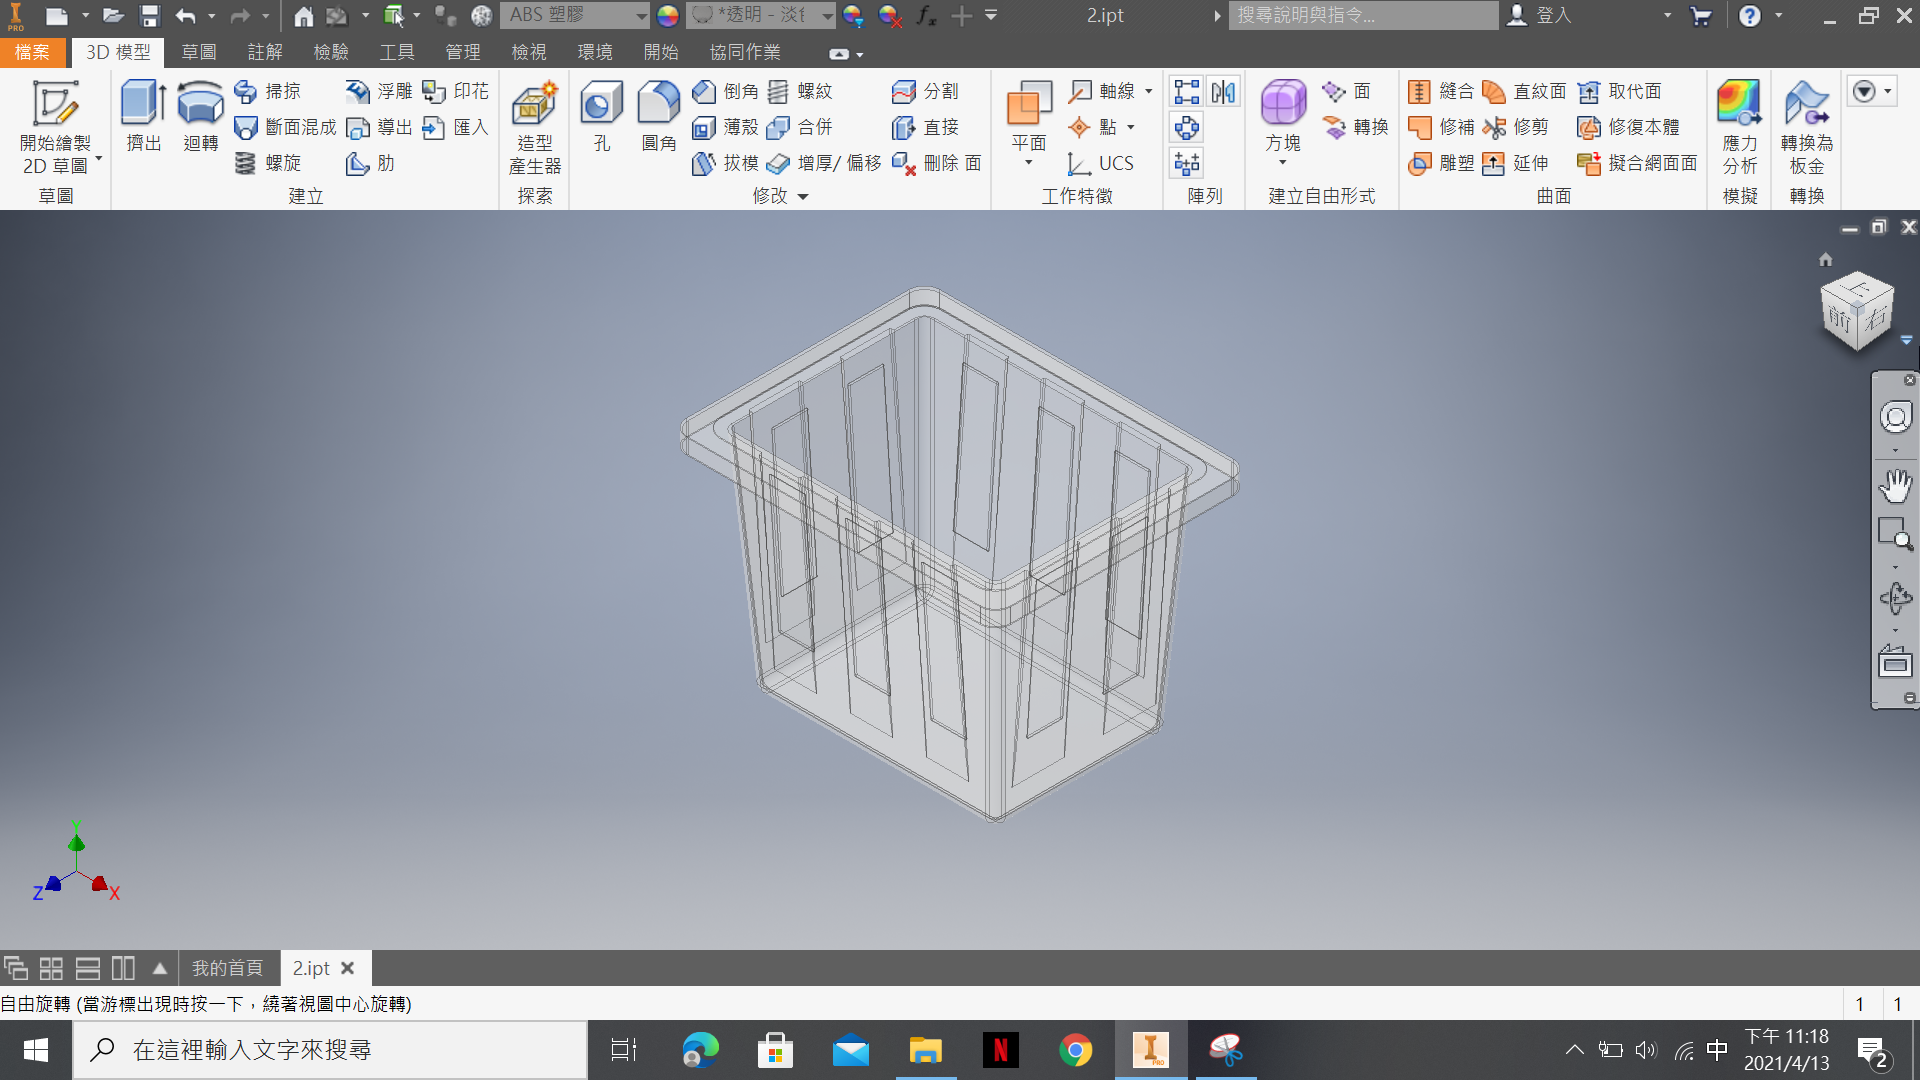 PRO
ABS 塑膠
*透明 - 淡
fx
2.ipt
搜尋說明與指令...
登入
檔案
3D 模型
草圖
註解
檢驗
工具
管理
檢視
環境
開始
協同作業
開始繪製
2D 草圖
草圖
擠出
迴轉
掃掠
斷面混成
螺旋
浮雕
導出
肋
印花
匯入
建立
造型
產生器
探索
孔
圓角
倒角
薄殼
拔模
螺紋
合併
增厚/ 偏移
分割
直接
刪除 面
修改
平面
軸線
點
UCS
工作特徵
陣列
方塊
面
轉換
建立自由形式
縫合
修補
雕塑
直紋面
修剪
延伸
取代面
修復本體
擬合網面面
曲面
應力
分析
模擬
轉換為
板金
轉換
上
前
右
Y
Z
X
我的首頁
2.ipt
自由旋轉 (當游標出現時按一下，繞著視圖中心旋轉)
1
1
在這裡輸入文字來搜尋
N
I
PRO
中
下午 11:18
2021/4/13
2